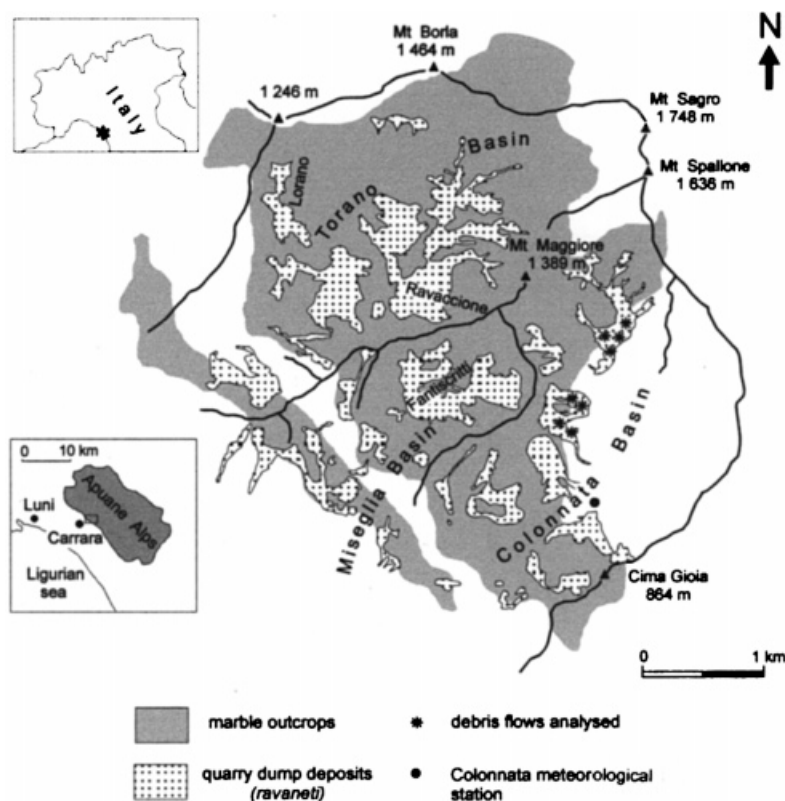 Italy
N
Mt Borla
1 464 m
1 246 m
Mt Sagro
1 748 m
Mt Spallone
1 636 m
Torano Basin
Lorano
Mt Maggiore
1 389 m
Ravaccione
Fantiscritti
Miseglia Basin
Colonnata Basin
0 10 km
Apuane Alps
Luni
Carrara
Ligurian
sea
Cima Gioia
864 m
0 1 km
marble outcrops
debris flows analysed
quarry dump deposits
(ravaneti)
Colonnata meteorological
station